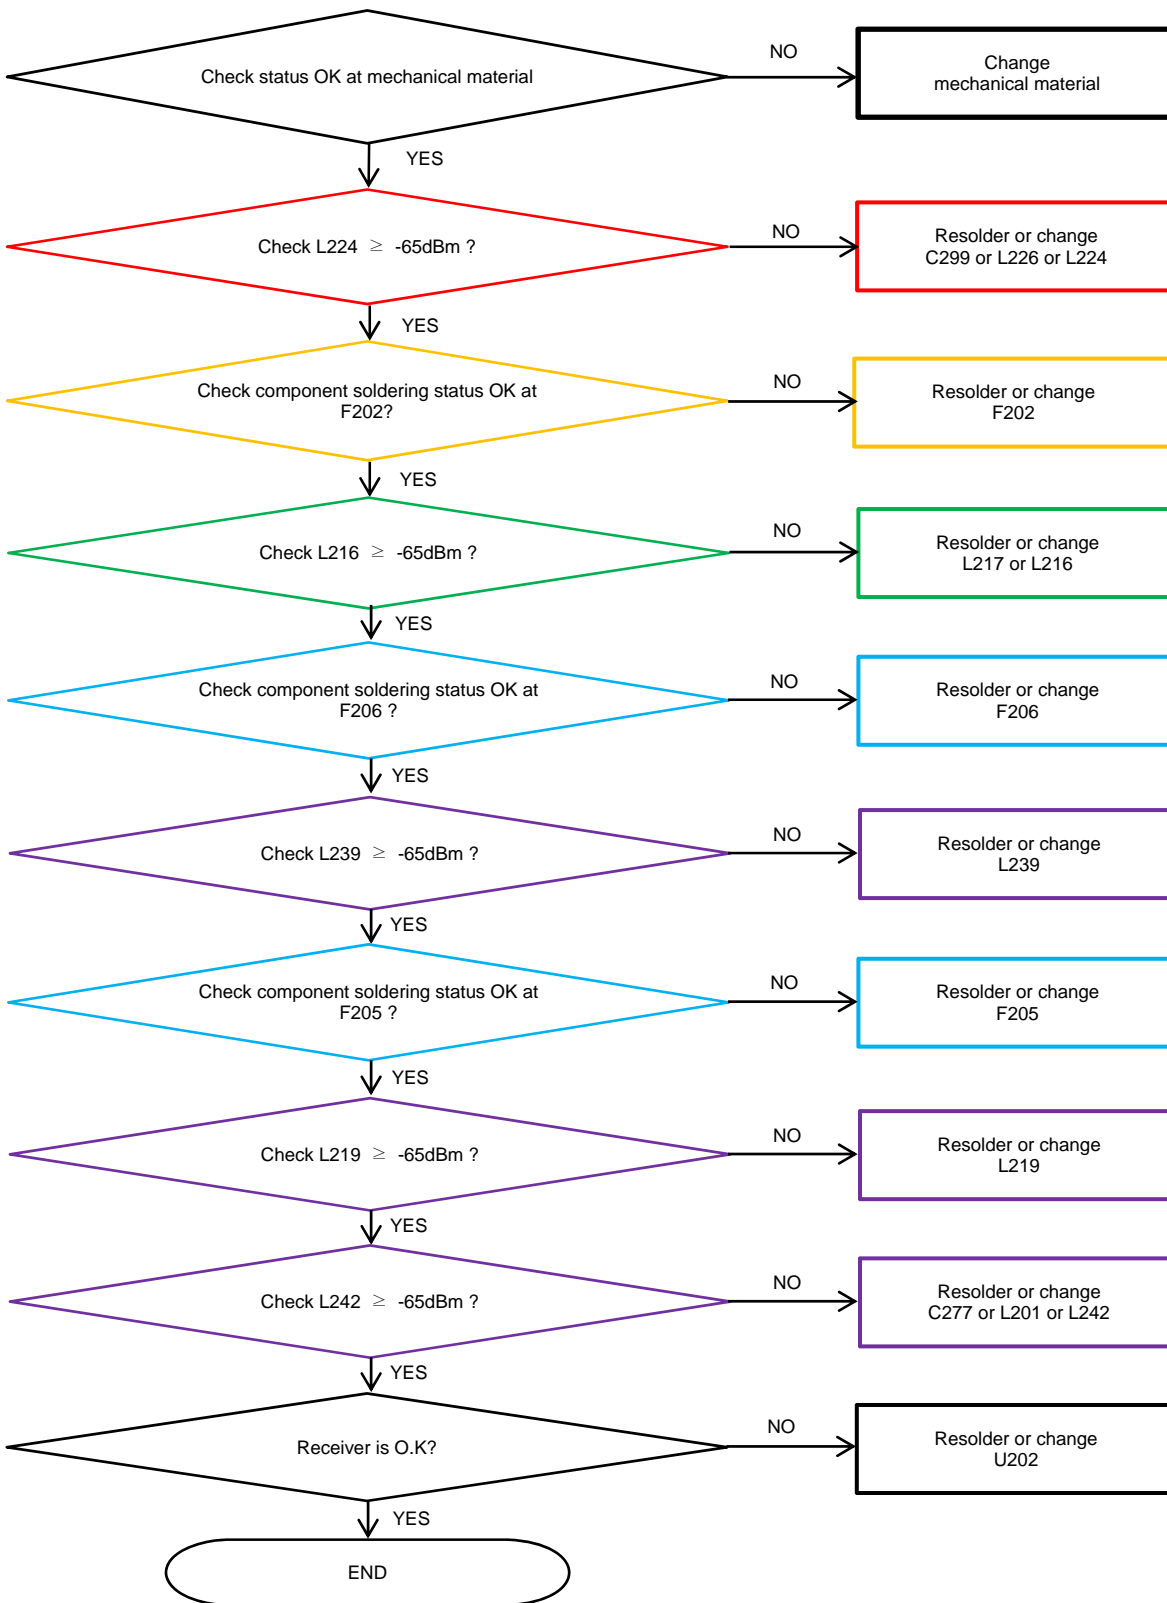 Check status OK at mechanical material
NO
Change
mechanical material
YES
Check L224 ≥ -65dBm ?
NO
Resolder or change
C299 or L226 or L224
YES
Check component soldering status OK at
F202?
NO
Resolder or change
F202
YES
Check L216 ≥ -65dBm ?
NO
Resolder or change
L217 or L216
YES
Check component soldering status OK at
F206 ?
NO
Resolder or change
F206
YES
Check L239 ≥ -65dBm ?
NO
Resolder or change
L239
YES
Check component soldering status OK at
F205 ?
NO
Resolder or change
F205
YES
Check L219 ≥ -65dBm ?
NO
Resolder or change
L219
YES
Check L242 ≥ -65dBm ?
NO
Resolder or change
C277 or L201 or L242
YES
Receiver is O.K?
NO
Resolder or change
U202
YES
END